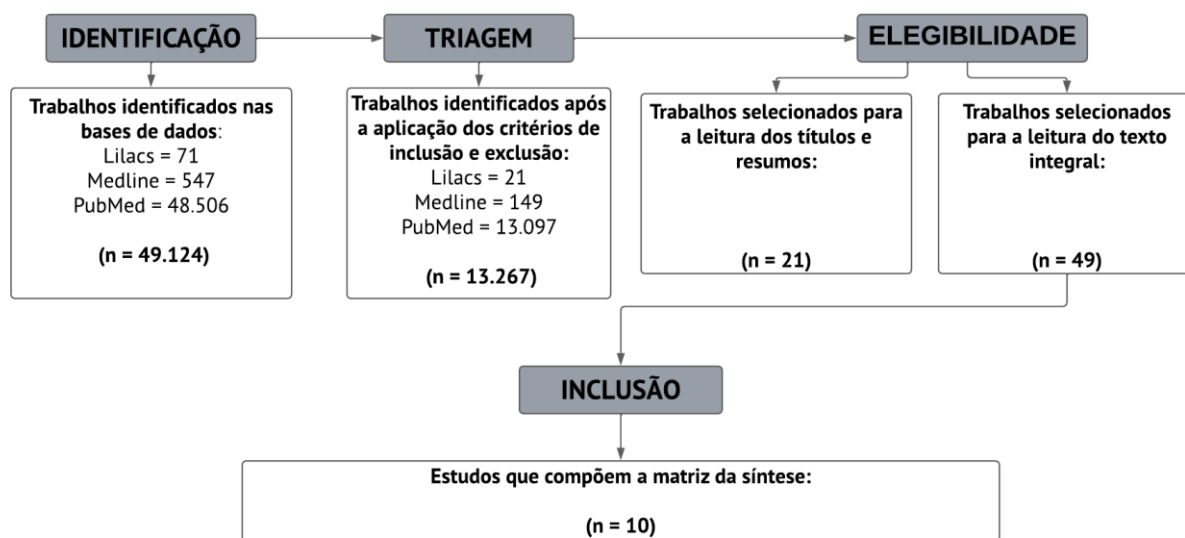 IDENTIFICAÇÃO
TRIAGEM
ELEGIBILIDADE
Trabalhos identificados nas
bases de dados:
Lilacs = 71
Medline = 547
PubMed = 48.506
(n = 49.124)
Trabalhos identificados após
a aplicação dos critérios de
inclusão e exclusão:
Lilacs = 21
Medline = 149
PubMed = 13.097
(n = 13.267)
Trabalhos selecionados para
a leitura dos títulos e
resumos:
(n = 21)
Trabalhos selecionados
para a leitura do texto
integral:
(n = 49)
INCLUSÃO
Estudos que compõem a matriz da síntese:
(n = 10)